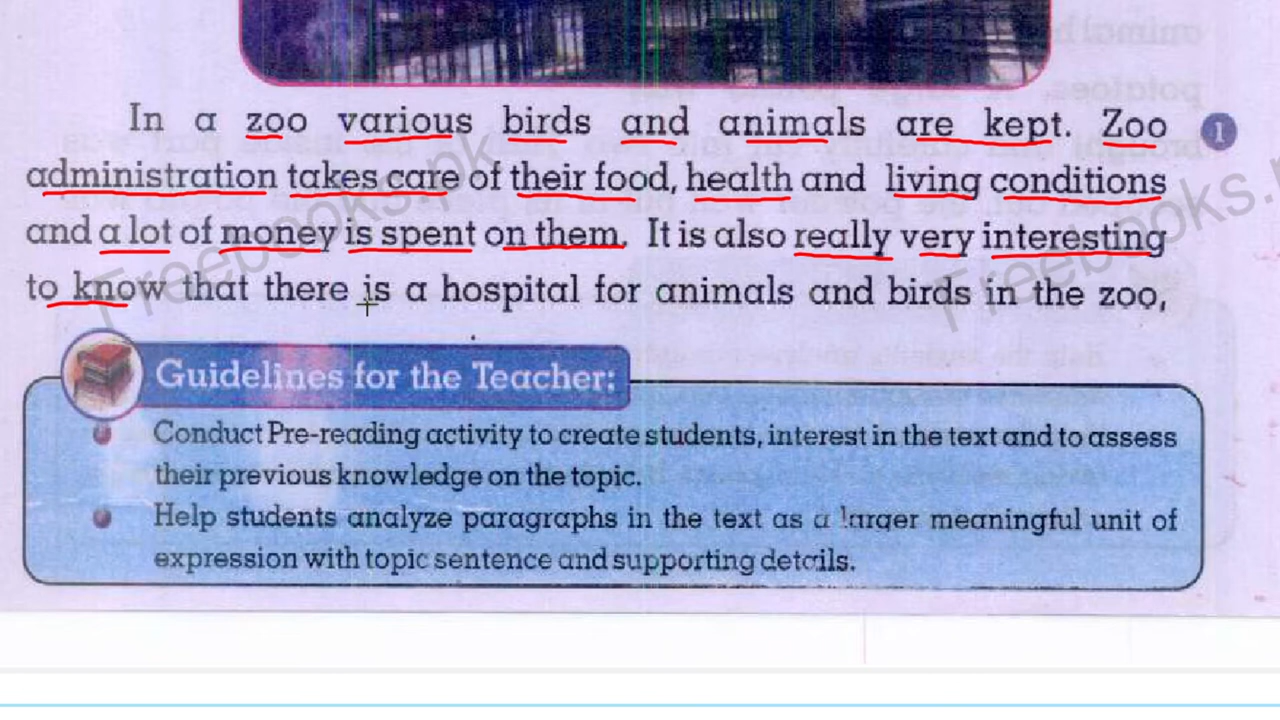 In a zoo various birds and animals are kept. Zoo 1
administration takes care of their food, health and living conditions
and a lot of money is spent on them. It is also really very interesting
to know that there is a hospital for animals and birds in the zoo,
Guidelines for the Teacher:
Conduct Pre-reading activity to create students, interest in the text and to assess
their previous knowledge on the topic.
Help students analyze paragraphs in the text as a larger meaningful unit of
expression with topic sentence and supporting details.
Treebooks.pk
Treebooks.